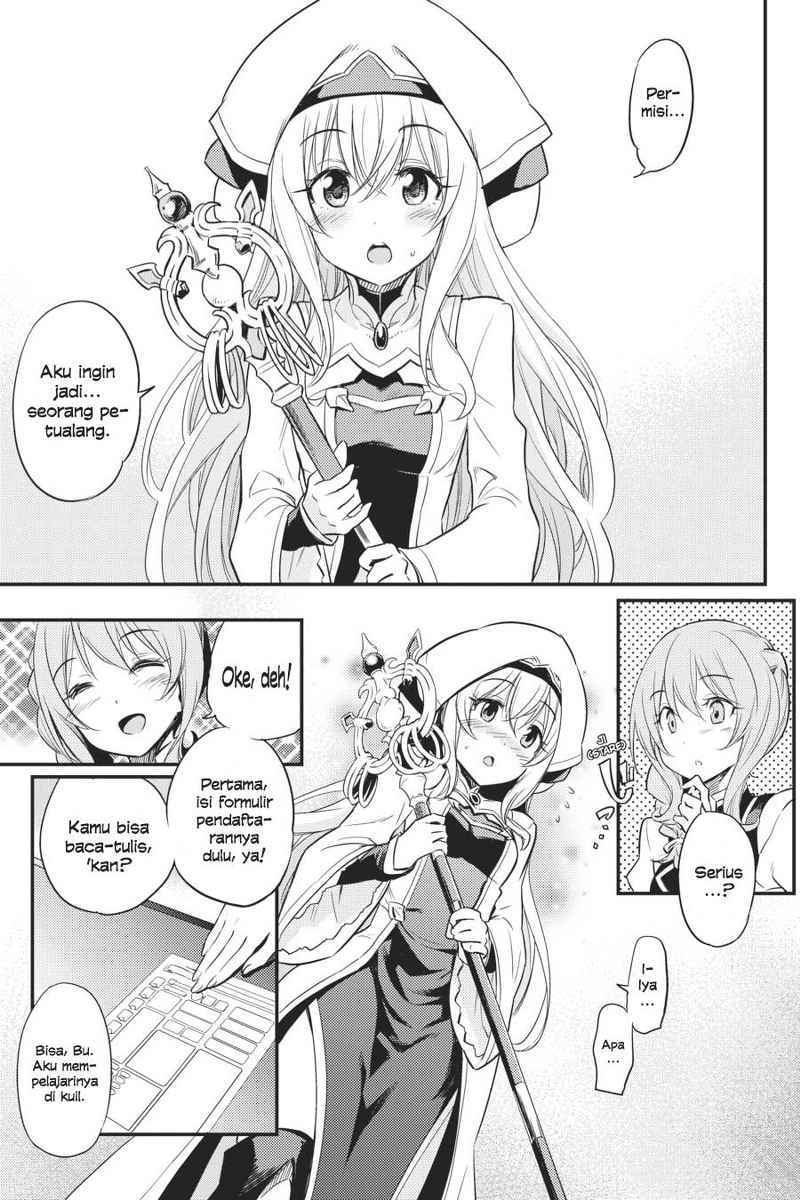 Per-
misi...
Aku ingin
jadi...
seorang pe-
tualang.
JI
(STARE)
Serius
...?
I-
Iya
...
Apa
...
Oke, deh!
Pertama,
isi formulir
pendafta-
rannya
dulu, ya!
Kamu bisa
baca-tulis,
'kan?
Bisa, Bu.
Aku mem-
pelajarinya
di kuil.